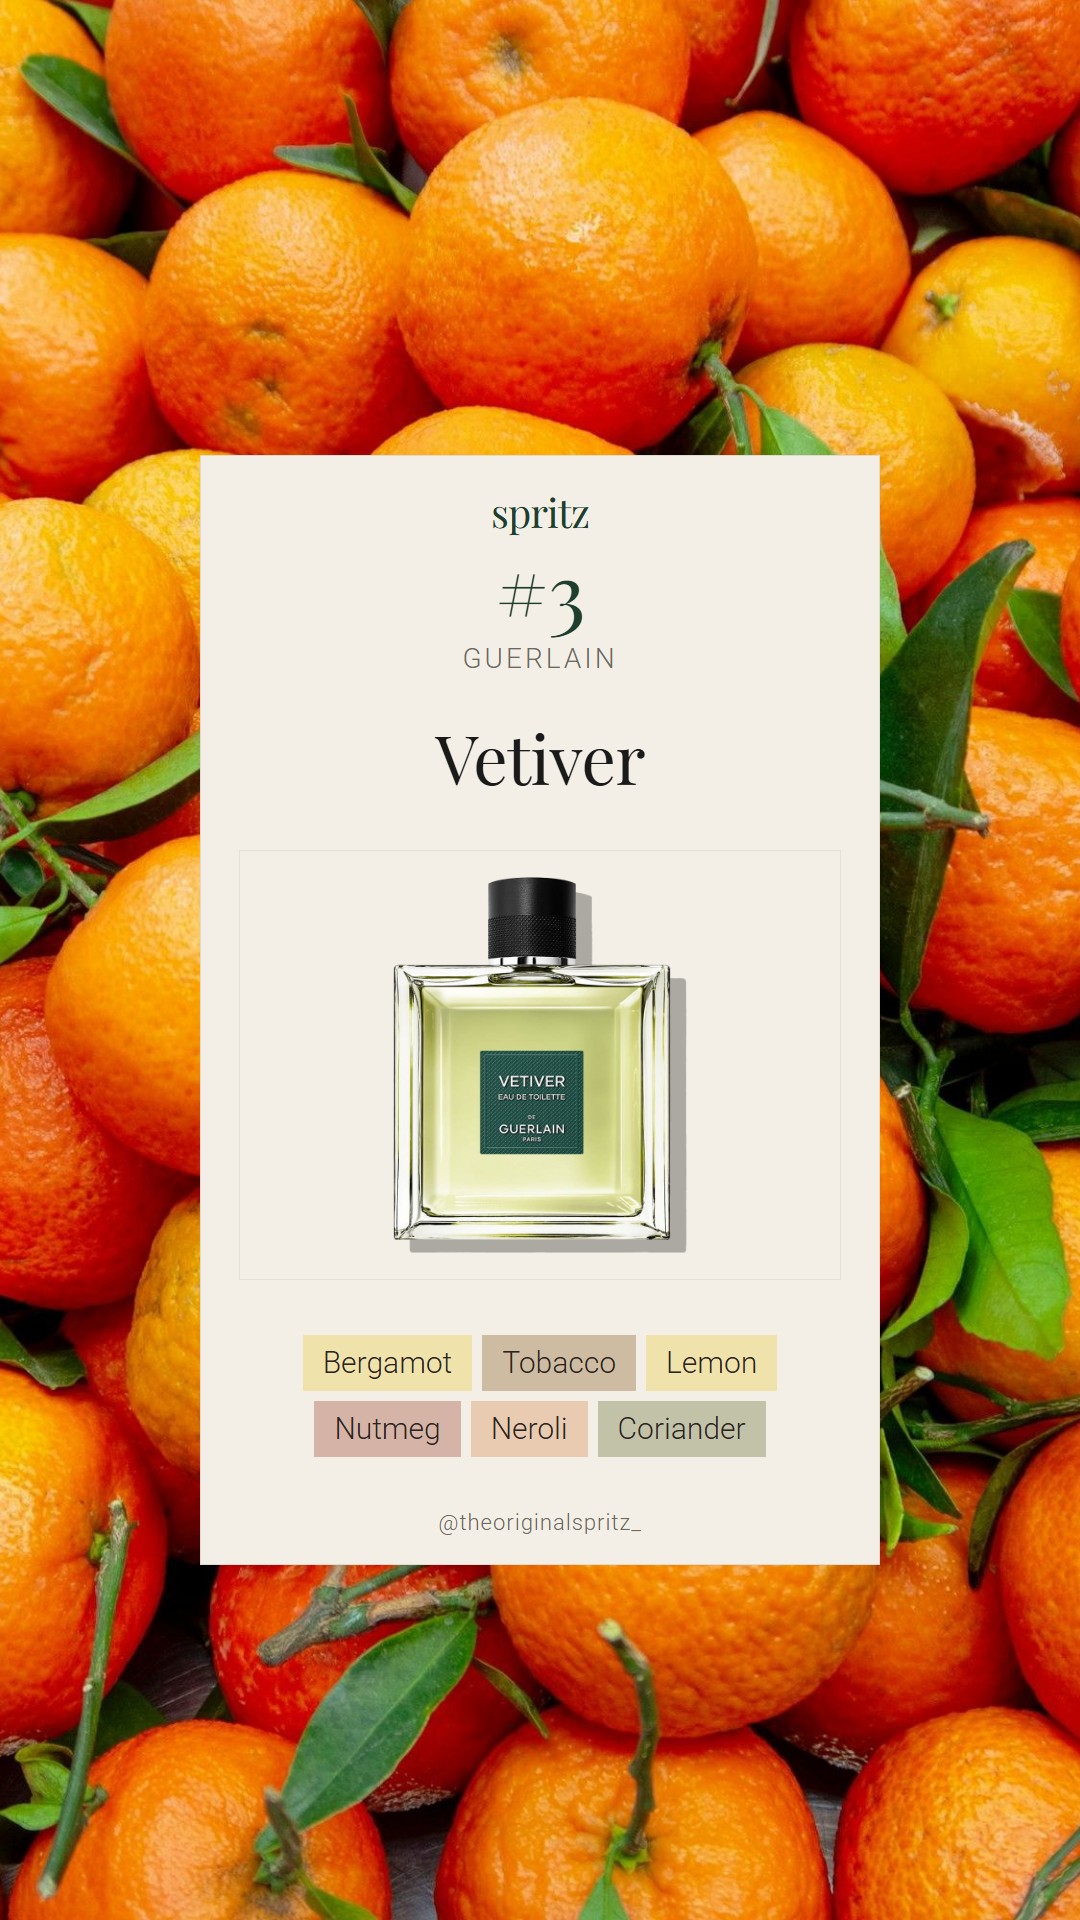 spritz
#3
GUERLAIN
Vetiver
VETIVER
EAU DE TOILETTE
DE
GUERLAIN
PARIS
Bergamot Tobacco Lemon
Nutmeg Neroli Coriander
@theoriginalspritz_